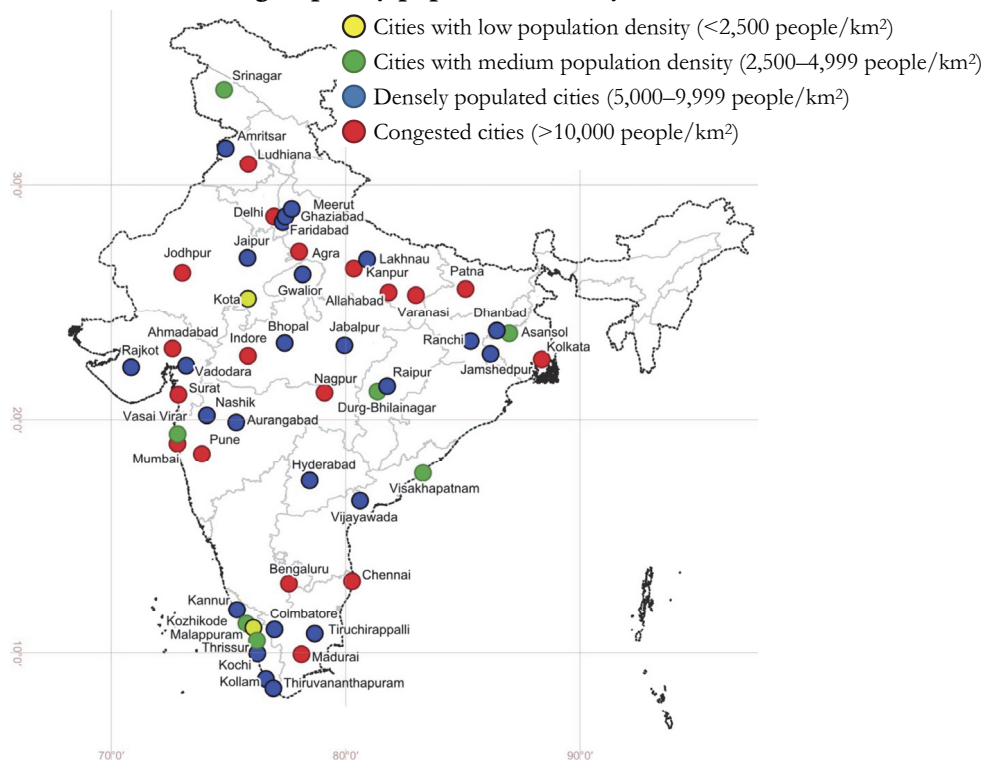 Cities with low population density (<2,500 people/km²)
Cities with medium population density (2,500–4,999 people/km²)
Densely populated cities (5,000–9,999 people/km²)
Congested cities (>10,000 people/km²)
Srinagar
Amritsar
Ludhiana
30°0'
Delhi
Meerut
Ghaziabad
Faridabad
Jaipur
Jodhpur
Agra
Lakhnau
Kanpur
Patna
Gwalior
Kota
Allahabad
Varanasi
Dhanbad
Ahmadabad
Indore
Bhopal
Jabalpur
Ranchi
Asansol
Kolkata
Rajkot
Vadodara
Jamshedpur
Surat
Nagpur
Raipur
Nashik
Durg-Bhilainagar
Vasai Virar
Aurangabad
20°0'
Pune
Mumbai
Hyderabad
Visakhapatnam
Vijayawada
Bengaluru
Chennai
Kannur
Coimbatore
Kozhikode
Malappuram
Tiruchirappalli
Thrissur
Madurai
10°0'
Kochi
Kollam
Thiruvananthapuram
70°0'
80°0'
90°0'